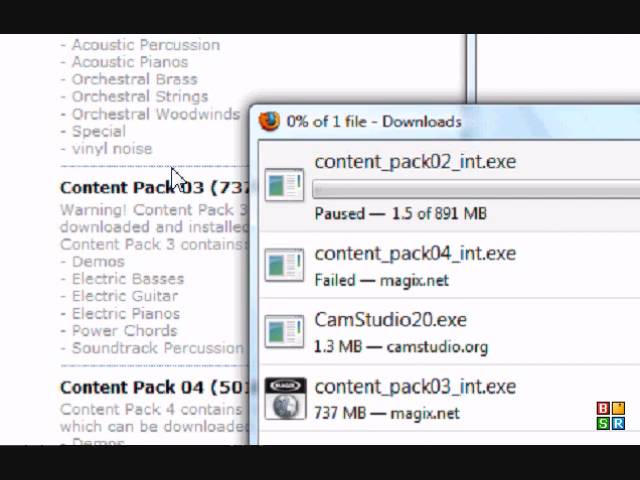 - Acoustic Percussion
- Acoustic Pianos
- Orchestral Brass
- Orchestral Strings
- Orchestral Woodwinds
- Special
- vinyl noise
Content Pack 03 (737
Warning! Content Pack 3
downloaded and installe
Content Pack 3 contains:
- Demos
- Electric Basses
- Electric Guitar
- Electric Pianos
- Power Chords
- Soundtrack Percussion
Content Pack 04 (501
Content Pack 4 contains
which can be downloaded
- Demos
0% of 1 file - Downloads
content_pack02_int.exe
Paused — 1.5 of 891 MB
content_pack04_int.exe
Failed — magix.net
CamStudio20.exe
1.3 MB — camstudio.org
MAGIX
content_pack03_int.exe
737 MB — magix.net
B
S R